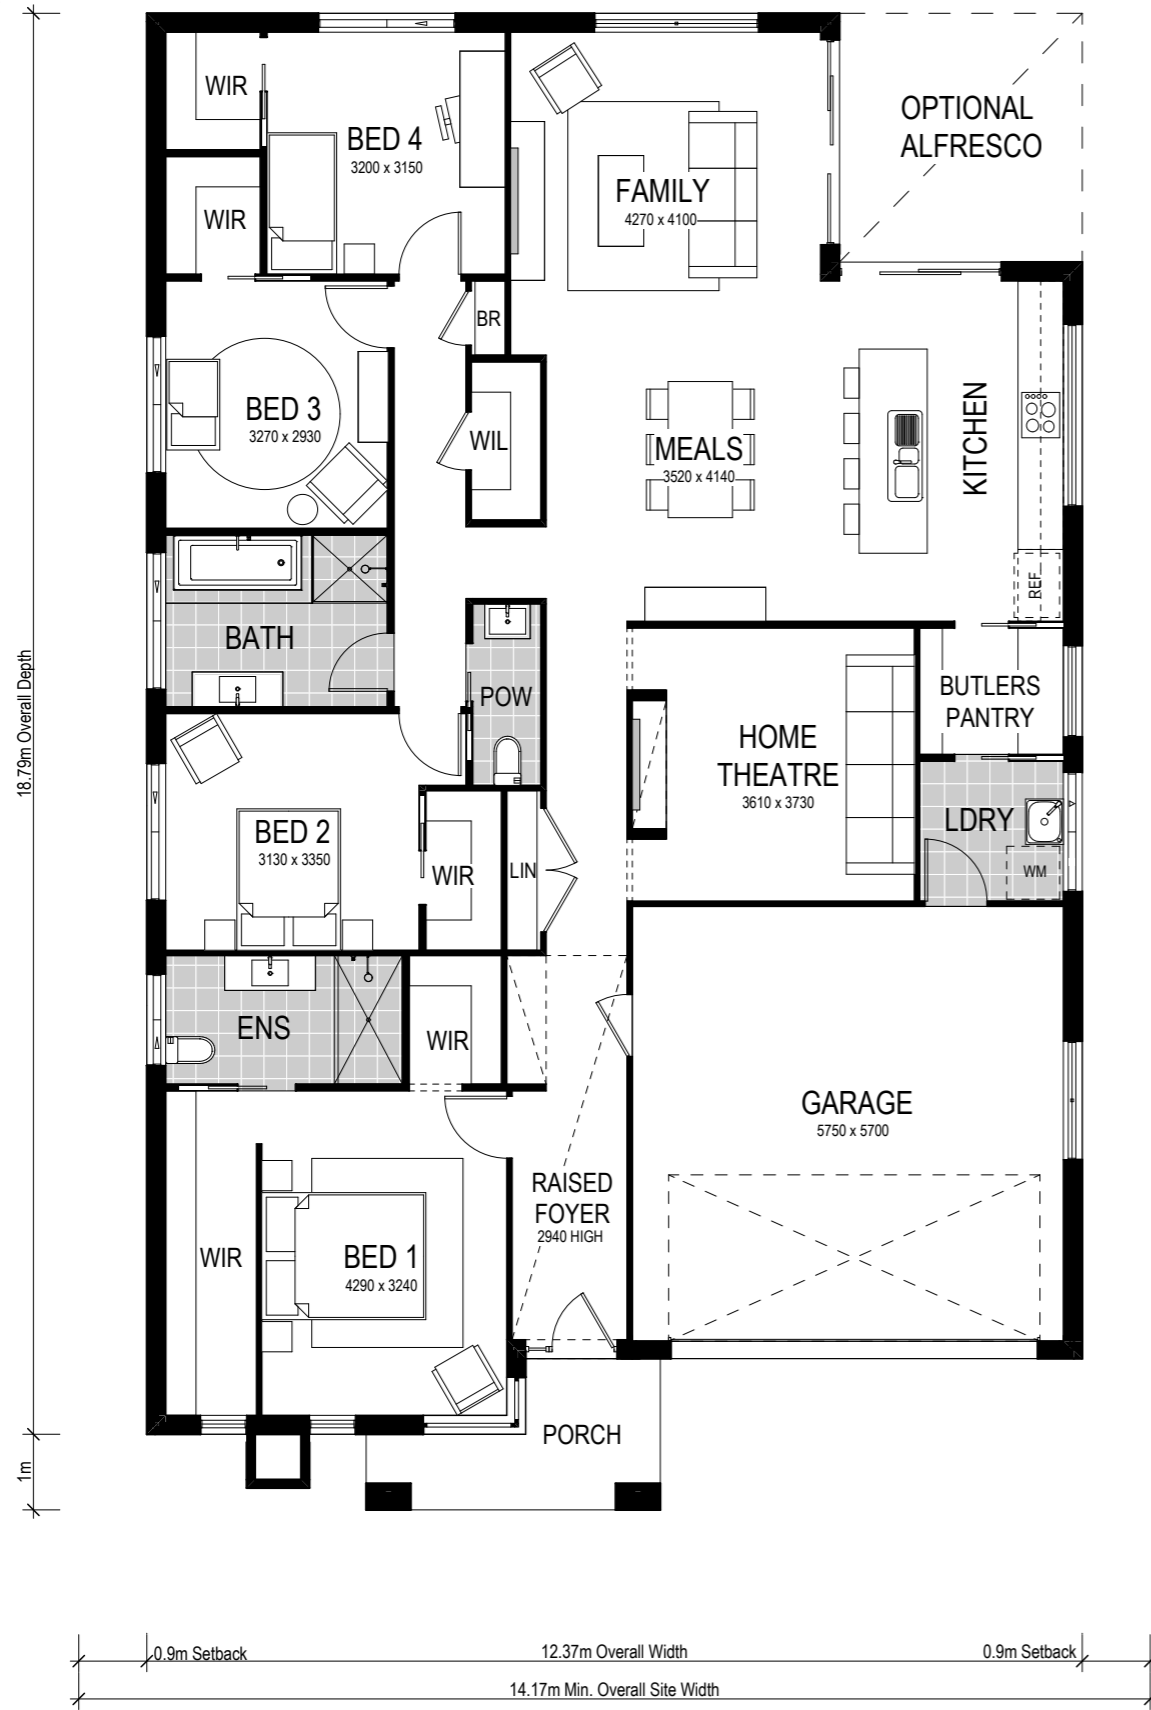 WIR
BED 4
3200 x 3150
OPTIONAL
ALFRESCO
WIR
FAMILY
4270 x 4100
BR
BED 3
3270 x 2930
WIL
MEALS
3520 x 4140
KITCHEN
REF
BATH
POW
HOME
THEATRE
3610 x 3730
BUTLERS
PANTRY
18.79m Overall Depth
BED 2
3130 x 3350
WIR
LIN
LDRY
WM
ENS
WIR
GARAGE
5750 x 5700
RAISED
FOYER
2940 HIGH
WIR
BED 1
4290 x 3240
PORCH
1m
0.9m Setback
12.37m Overall Width
0.9m Setback
14.17m Min. Overall Site Width